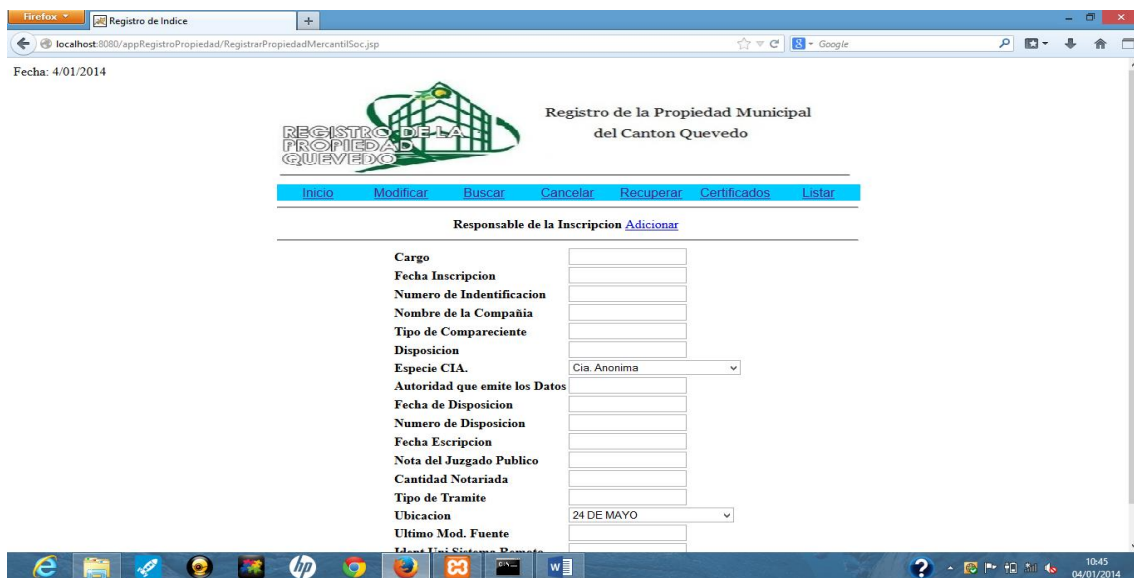 Firefox
Registro de Indice
localhost:8080/appRegistroPropiedad/RegistrarPropiedadMercantilSoc.jsp
Google
Fecha: 4/01/2014
REGISTRO DE LA
PROPIEDAD
QUEVEDO
Registro de la Propiedad Municipal
del Canton Quevedo
Inicio Modificar Buscar Cancelar Recuperar Certificados Listar
Responsable de la Inscripcion Adicionar
Cargo
Fecha Inscripcion
Numero de Indentificacion
Nombre de la Compañia
Tipo de Compareciente
Disposicion
Especie CIA. Cia. Anonima
Autoridad que emite los Datos
Fecha de Disposicion
Numero de Disposicion
Fecha Escripcion
Nota del Juzgado Publico
Cantidad Notariada
Tipo de Tramite
Ubicacion 24 DE MAYO
Ultimo Mod. Fuente
Ident Uni Sistema Remoto
10:45
04/01/2014